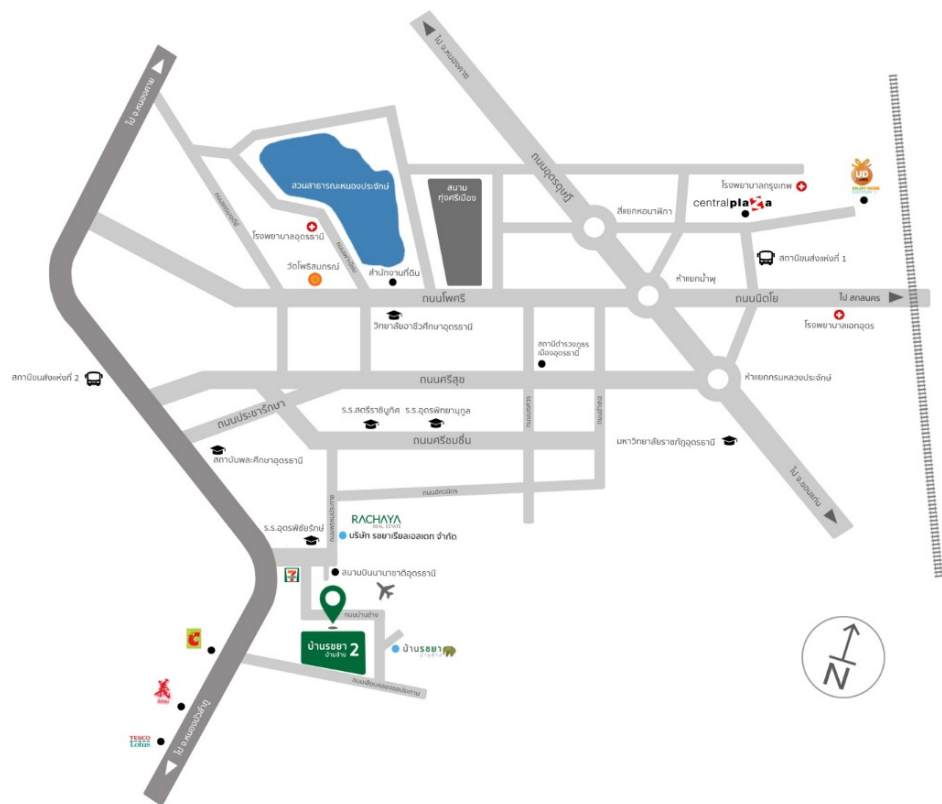 ไป จ.หนองคาย
ไป จ.หนองคาย
สวนสาธารณะหนองประจักษ์
สนาม
ทุ่งศรีเมือง
ถนนอุดรดุษฎี
โรงพยาบาลกรุงเทพ
UD
centralplaza
สี่แยกหอนาฬิกา
โรงพยาบาลอุดรธานี
วัดโพธิสมภรณ์
สำนักงานที่ดิน
สถานีขนส่งแห่งที่ 1
ห้าแยกน้ำพุ
ถนนโพศรี
ถนนนิตโย
ไป สกลนคร
วิทยาลัยอาชีวศึกษาอุดรธานี
โรงพยาบาลเอกอุดร
สถานีตำรวจภูธร
เมืองอุดรธานี
สถานีขนส่งแห่งที่ 2
ถนนศรีสุข
ห้าแยกกรมหลวงประจักษ์
ถนนประชารักษา
ร.ร.สตรีราชินูทิศ
ร.ร.อุดรพิทยานุกูล
ถนนศรีชมชื่น
มหาวิทยาลัยราชภัฏอุดรธานี
สถาบันพละศึกษาอุดรธานี
ไป จ.ขอนแก่น
RACHAYA
REAL ESTATE
ร.ร.อุดรพิชัยรักษ์
บริษัท รชยาเรียลเอสเตท จำกัด
7
สนามบินนานาชาติอุดรธานี
ถนนบ้านช้าง
บ้านรชยา 2
บ้านช้าง
บ้านรชยา
TESCO
Lotus
ไป จ.หนองบัวลำภู
N